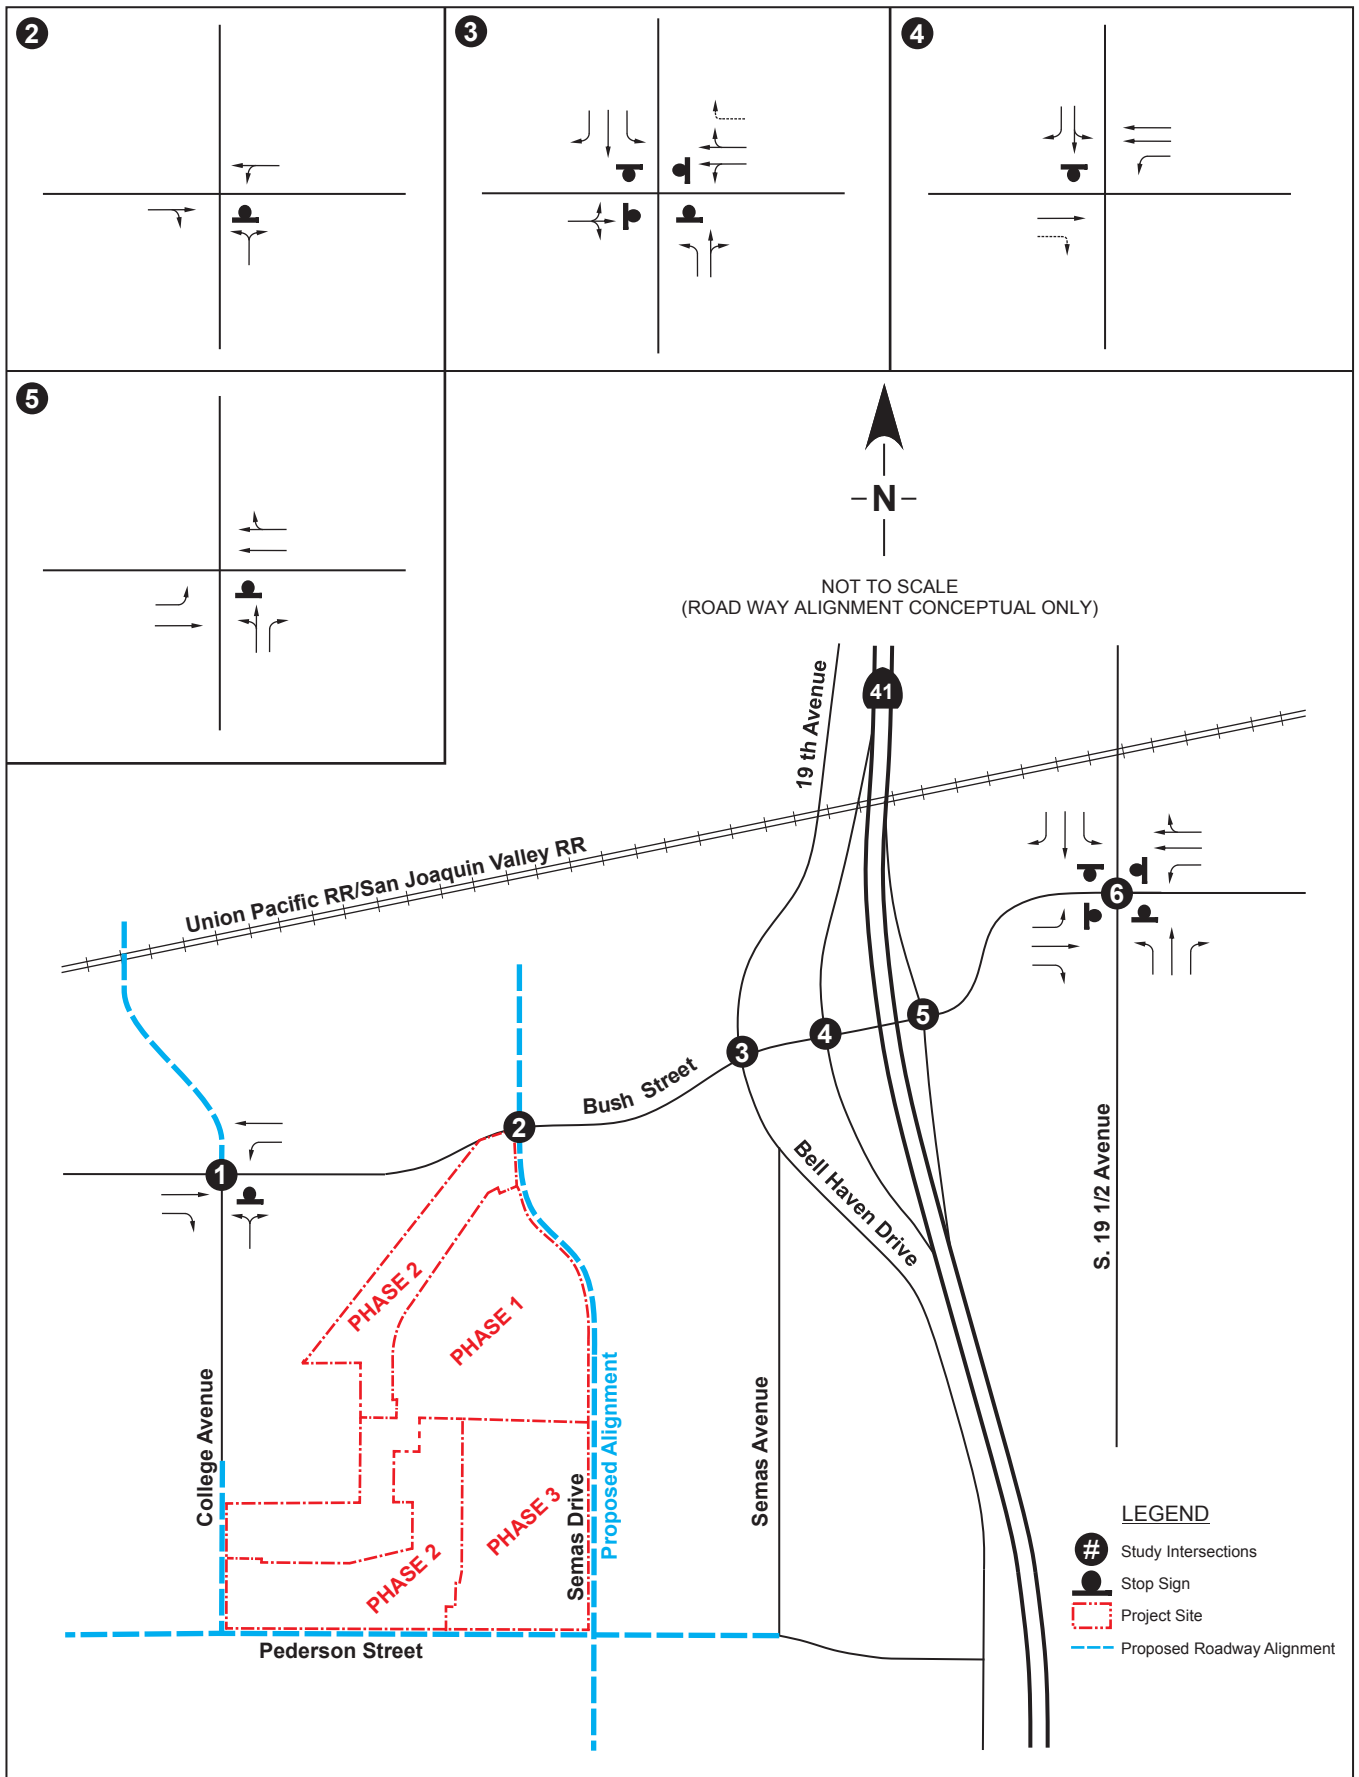 2
3
4
5
N
NOT TO SCALE
(ROAD WAY ALIGNMENT CONCEPTUAL ONLY)
19 th Avenue
41
Union Pacific RR/San Joaquin Valley RR
6
5
4
3
Bush Street
2
1
Bell Haven Drive
S. 19 1/2 Avenue
PHASE 2
PHASE 1
College Avenue
Proposed Alignment
Semas Avenue
Semas Drive
PHASE 3
PHASE 2
Pederson Street
LEGEND
# Study Intersections
Stop Sign
Project Site
Proposed Roadway Alignment